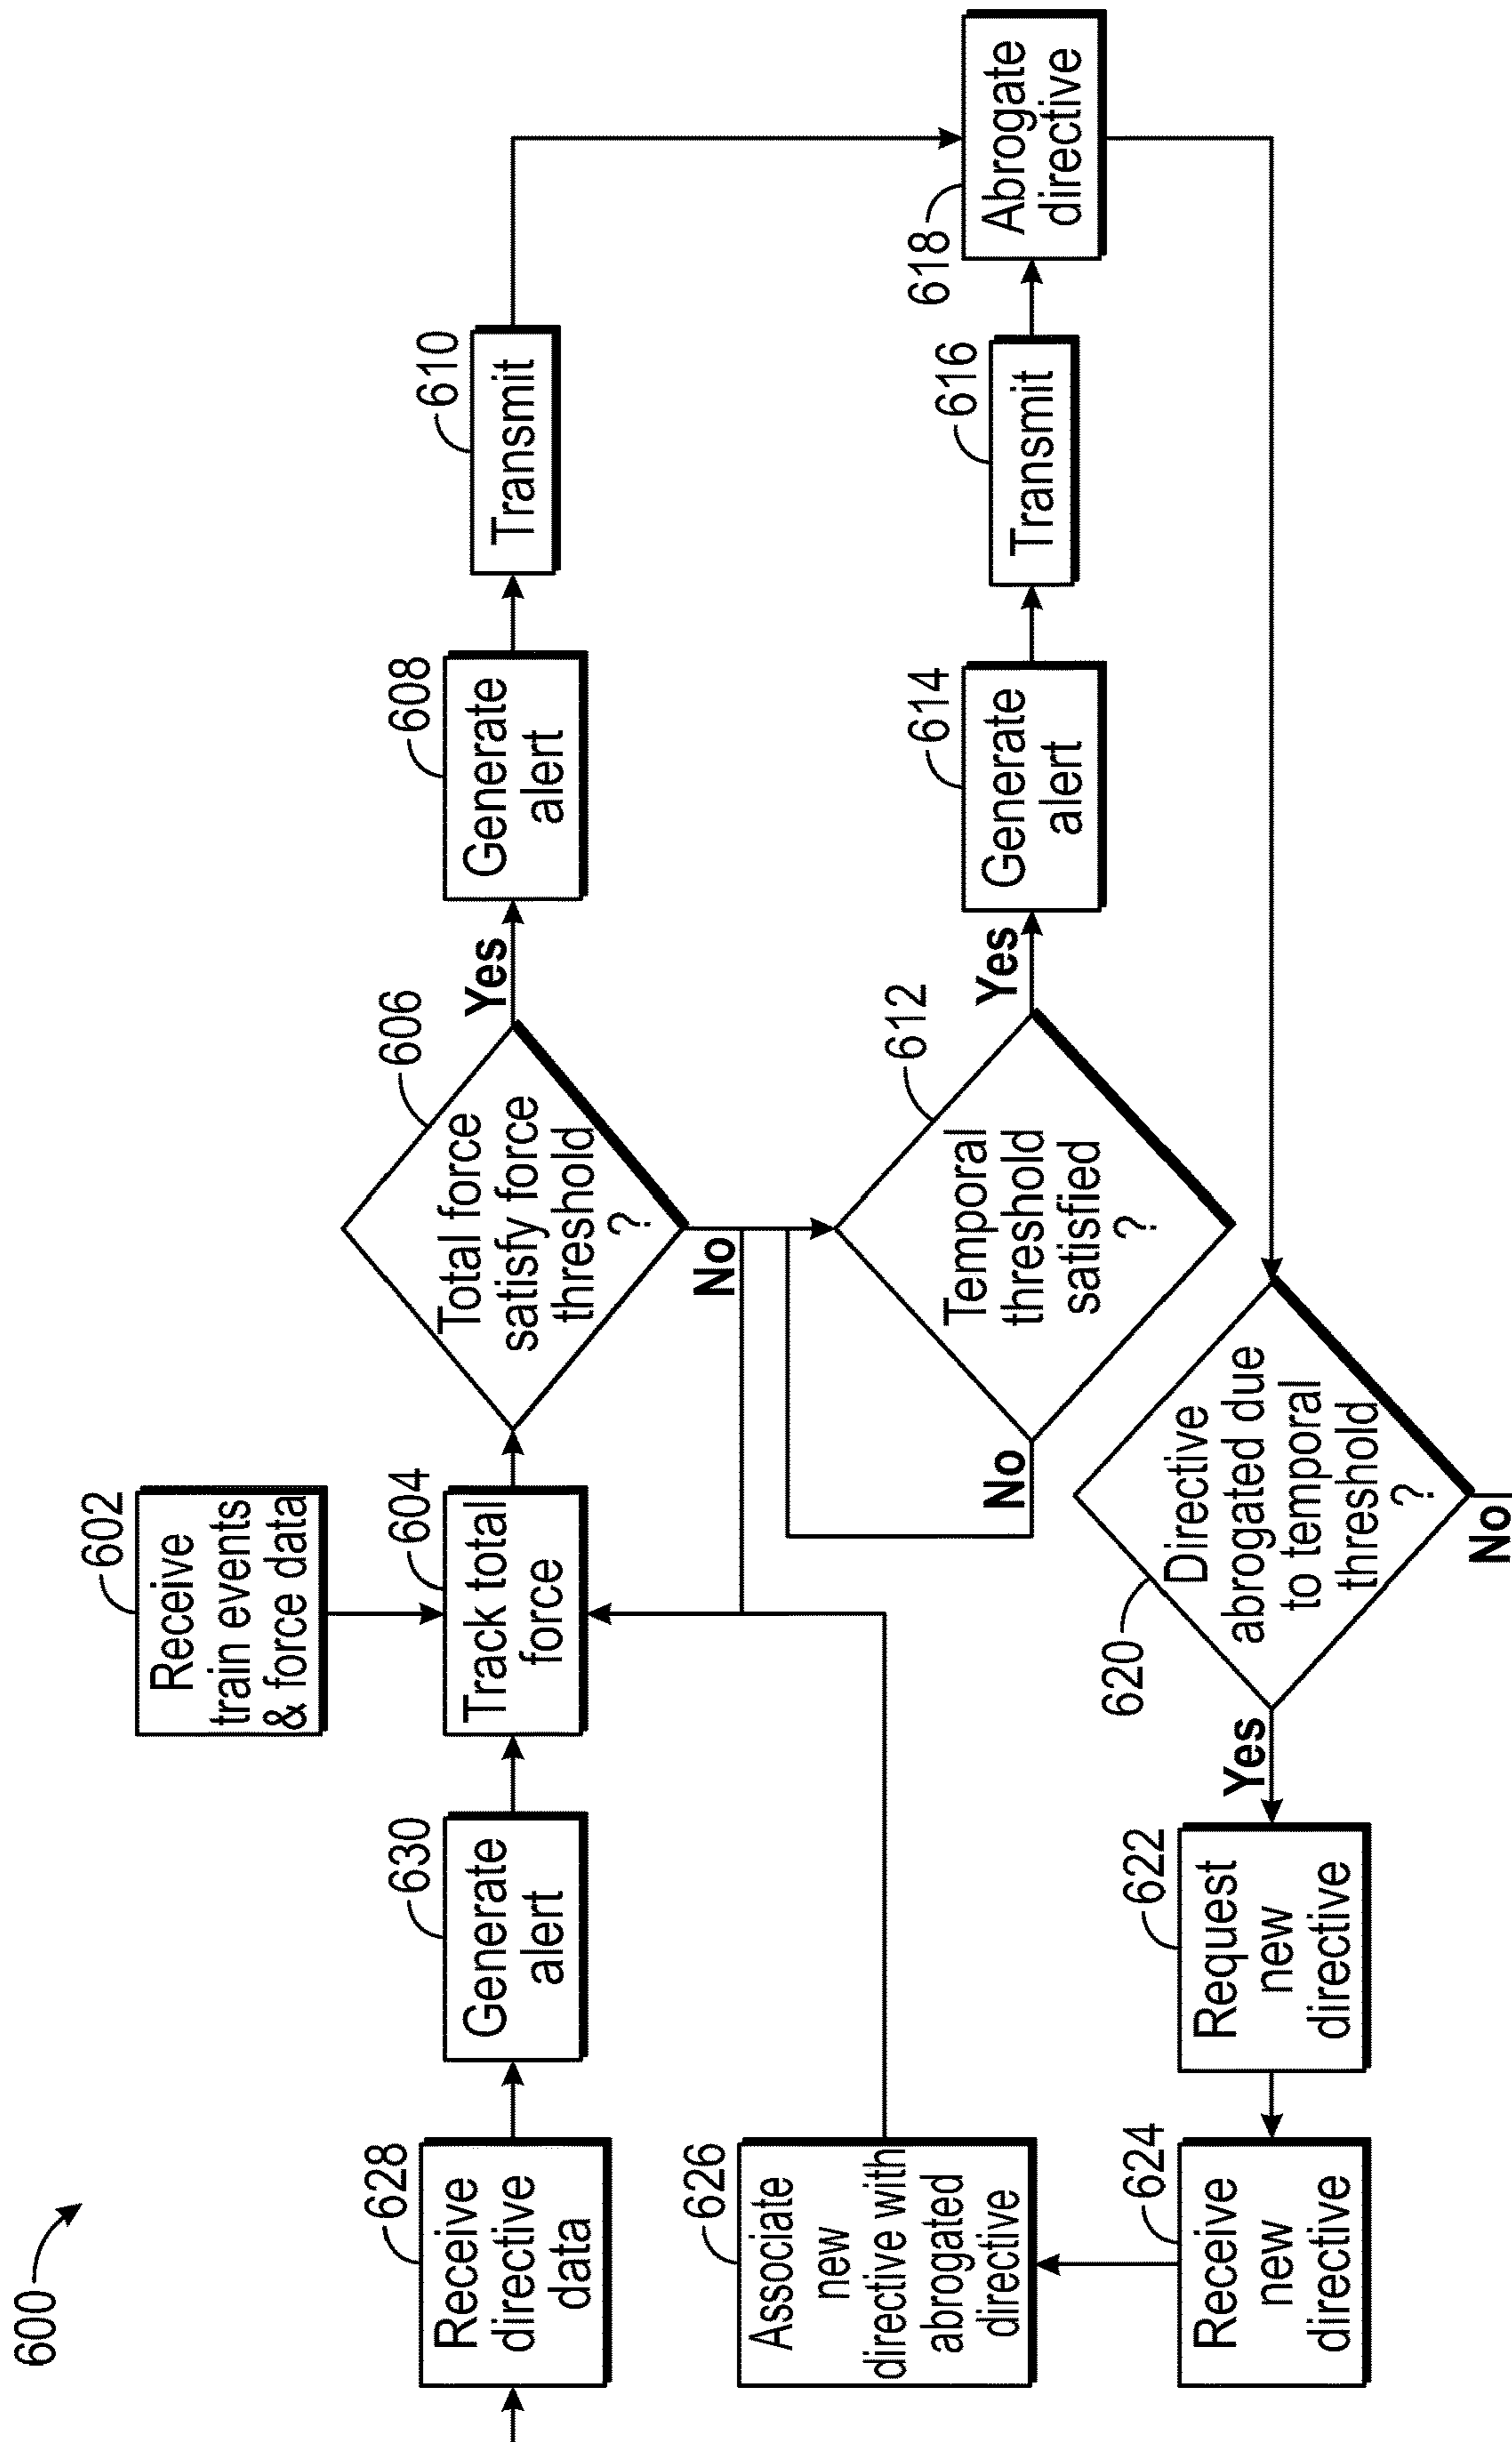 600
602
Receive
train events
& force data
628
Receive
directive
data
630
Generate
alert
604
Track total
force
606
Total force
satisfy force
threshold
?
Yes
No
608
Generate
alert
610
Transmit
612
Temporal
threshold
satisfied
?
Yes
No
614
Generate
alert
616
Transmit
618
Abrogate
directive
620
Directive
abrogated due
to temporal
threshold
?
Yes
No
622
Request
new
directive
624
Receive
new
directive
626
Associate
new
directive with
abrogated
directive